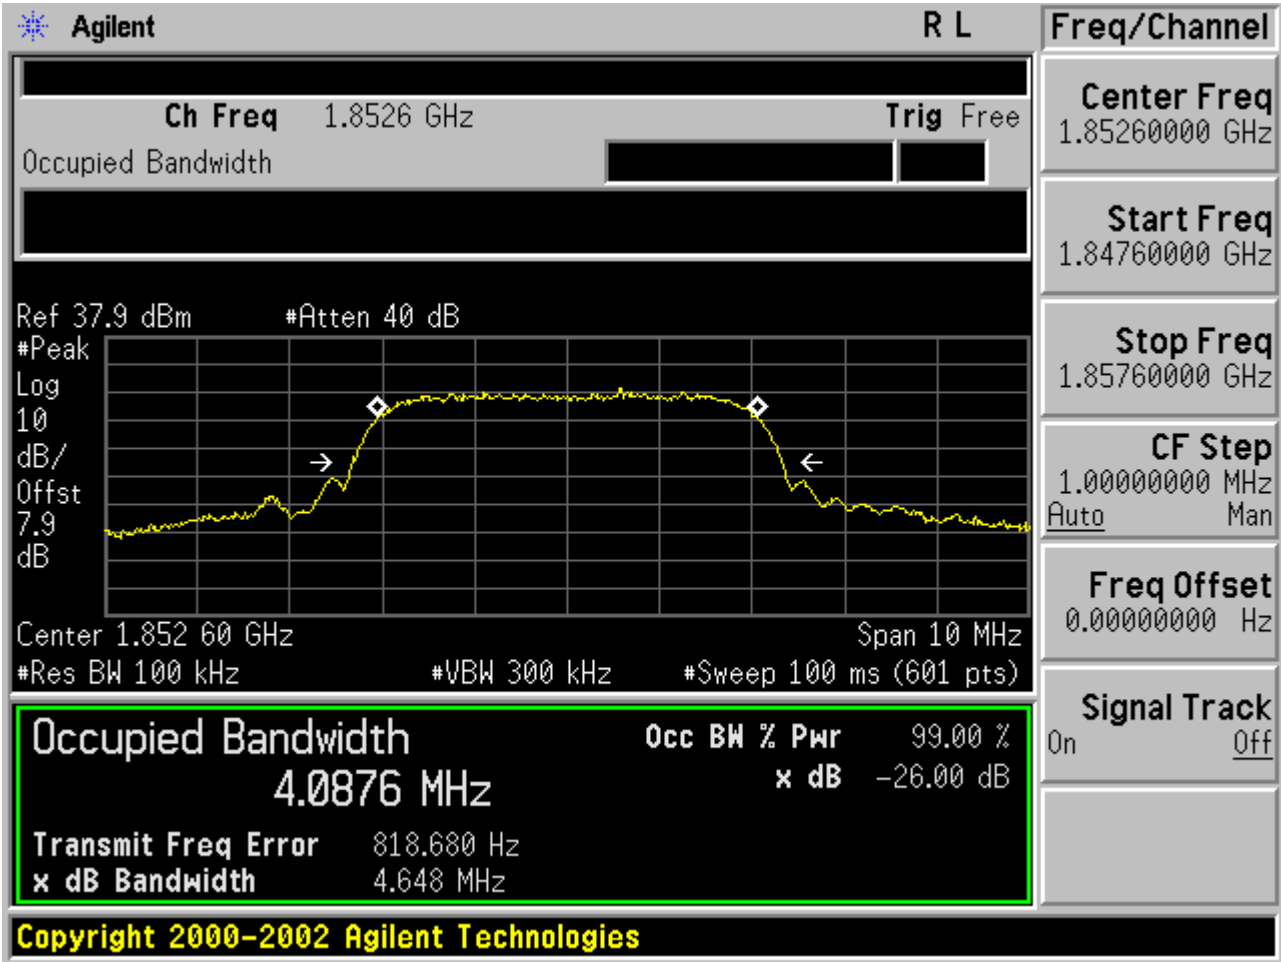 Agilent R L Freq/Channel
Ch Freq 1.8526 GHz Trig Free
Occupied Bandwidth
Center Freq
1.85260000 GHz
Start Freq
1.84760000 GHz
Stop Freq
1.85760000 GHz
CF Step
1.00000000 MHz
Auto Man
Freq Offset
0.00000000 Hz
Signal Track
On Off
Ref 37.9 dBm #Atten 40 dB
#Peak
Log
10
dB/
Offst
7.9
dB
Center 1.852 60 GHz Span 10 MHz
#Res BW 100 kHz #VBW 300 kHz #Sweep 100 ms (601 pts)
Occupied Bandwidth Occ BW % Pwr 99.00 %
4.0876 MHz x dB -26.00 dB
Transmit Freq Error 818.680 Hz
x dB Bandwidth 4.648 MHz
Copyright 2000-2002 Agilent Technologies